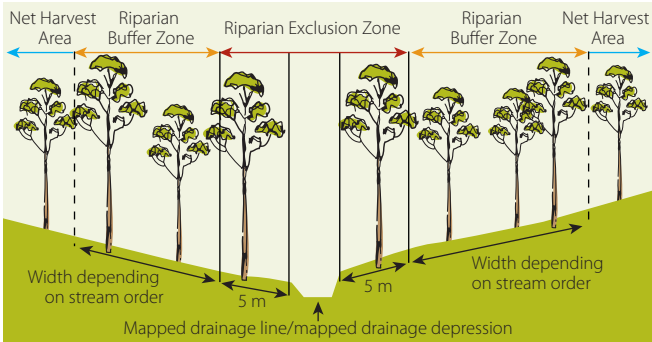 Net Harvest
Area
Riparian
Buffer Zone
Riparian Exclusion Zone
Riparian
Buffer Zone
Net Harvest
Area
Width depending
on stream order
5 m
5 m
Width depending
on stream order
Mapped drainage line/mapped drainage depression